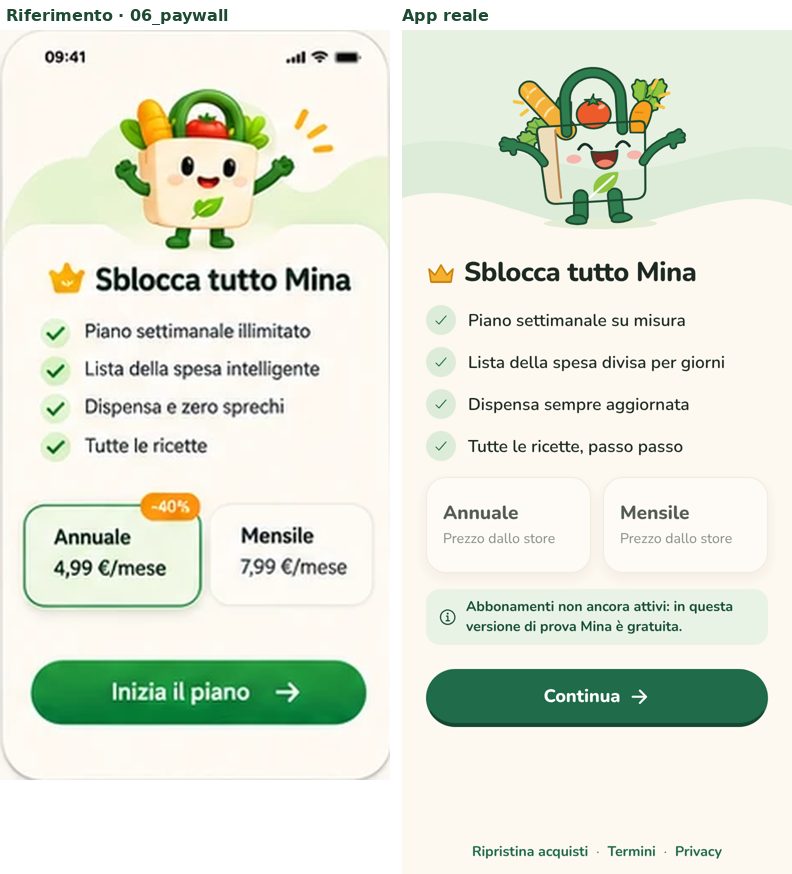 Riferimento · 06_paywall
09:41
Sblocca tutto Mina
Piano settimanale illimitato
Lista della spesa intelligente
Dispensa e zero sprechi
Tutte le ricette
-40%
Annuale
4,99 €/mese
Mensile
7,99 €/mese
Inizia il piano →
App reale
Sblocca tutto Mina
Piano settimanale su misura
Lista della spesa divisa per giorni
Dispensa sempre aggiornata
Tutte le ricette, passo passo
Annuale
Prezzo dallo store
Mensile
Prezzo dallo store
Abbonamenti non ancora attivi: in questa
versione di prova Mina è gratuita.
Continua →
Ripristina acquisti · Termini · Privacy